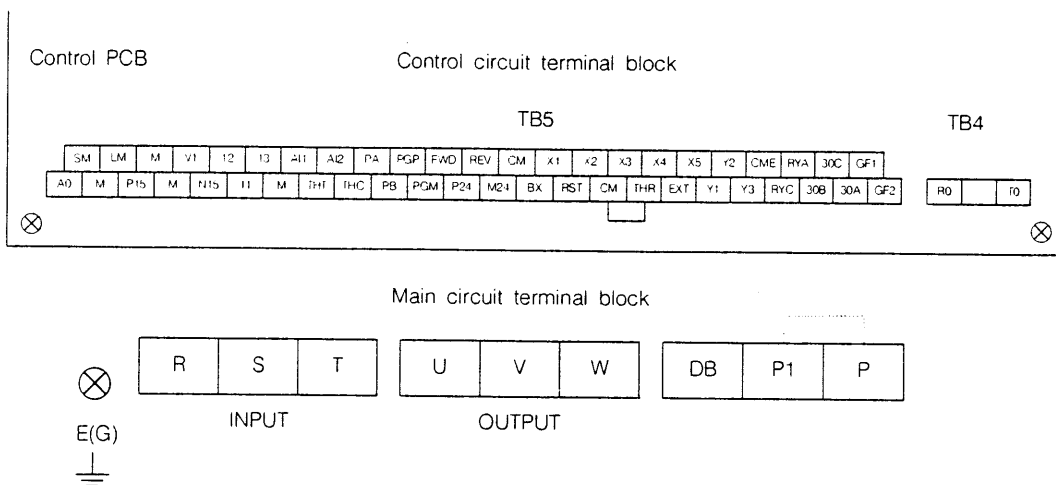 Control PCB
Control circuit terminal block
TB5
TB4
SM LM M V1 12 13 AI1 AI2 PA PGP FWD REV CM X1 X2 X3 X4 X5 Y2 CME RYA 30C GF1
A0 M P15 M N15 11 M THT THC PB PGM P24 M24 BX RST CM THR EXT Y1 Y3 RYC 30B 30A GF2
R0 T0
Main circuit terminal block
R S T
U V W
DB P1 P
INPUT
OUTPUT
E(G)